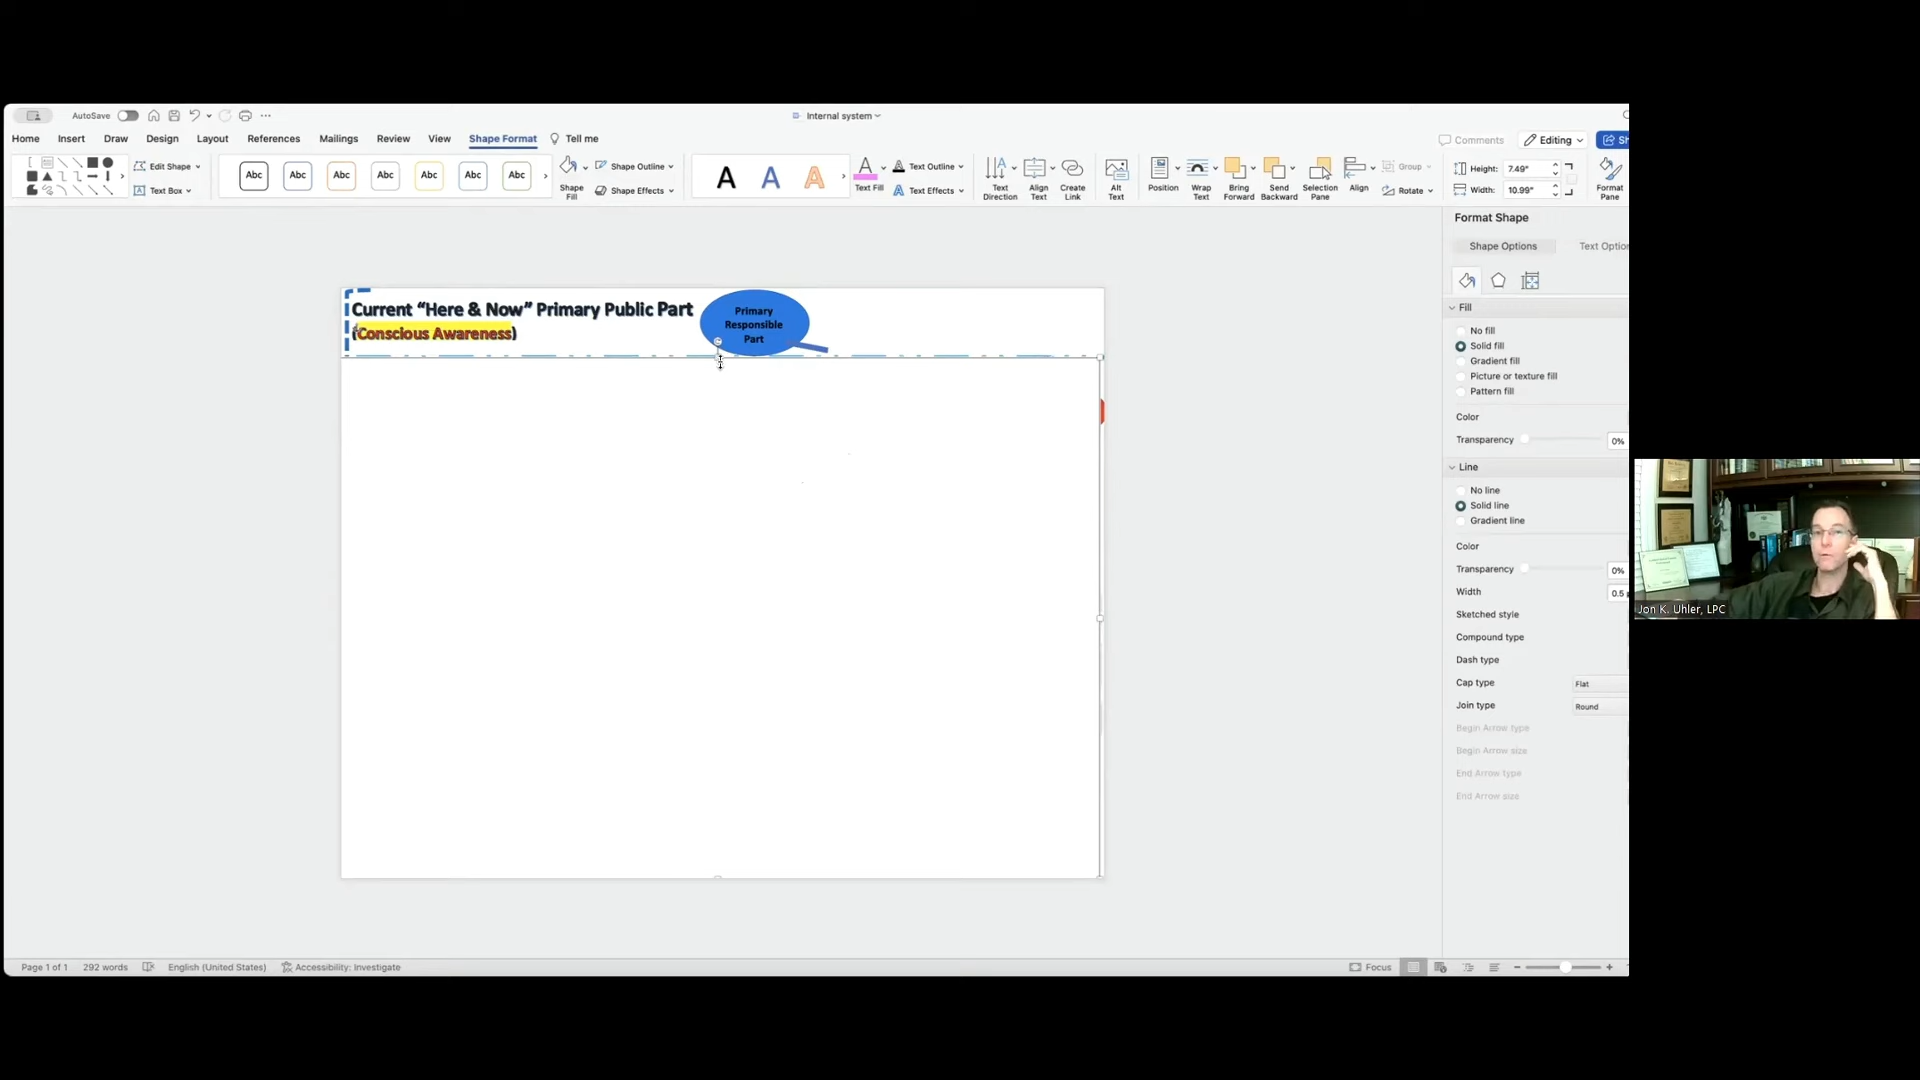 AutoSave
Internal system
Home Insert Draw Design Layout References Mailings Review View Shape Format Tell me
Comments Editing Sh
Edit Shape
Text Box
Abc Abc Abc Abc Abc Abc Abc
Shape Fill
Shape Outline
Shape Effects
A A A
Text Fill
Text Outline
Text Effects
Text Direction
Align Text
Create Link
Alt Text
Position
Wrap Text
Bring Forward
Send Backward
Selection Pane
Align
Group
Rotate
Height: 7.49"
Width: 10.99"
Format Pane
Format Shape
Shape Options Text Optio
Fill
No fill
Solid fill
Gradient fill
Picture or texture fill
Pattern fill
Color
Transparency 0%
Line
No line
Solid line
Gradient line
Color
Transparency 0%
Width 0.5
Sketched style
Compound type
Dash type
Cap type Flat
Join type Round
Begin Arrow type
Begin Arrow size
End Arrow type
End Arrow size
Current “Here & Now” Primary Public Part
(Conscious Awareness)
Primary
Responsible
Part
Jon K. Uhler, LPC
Page 1 of 1 292 words English (United States) Accessibility: Investigate Focus